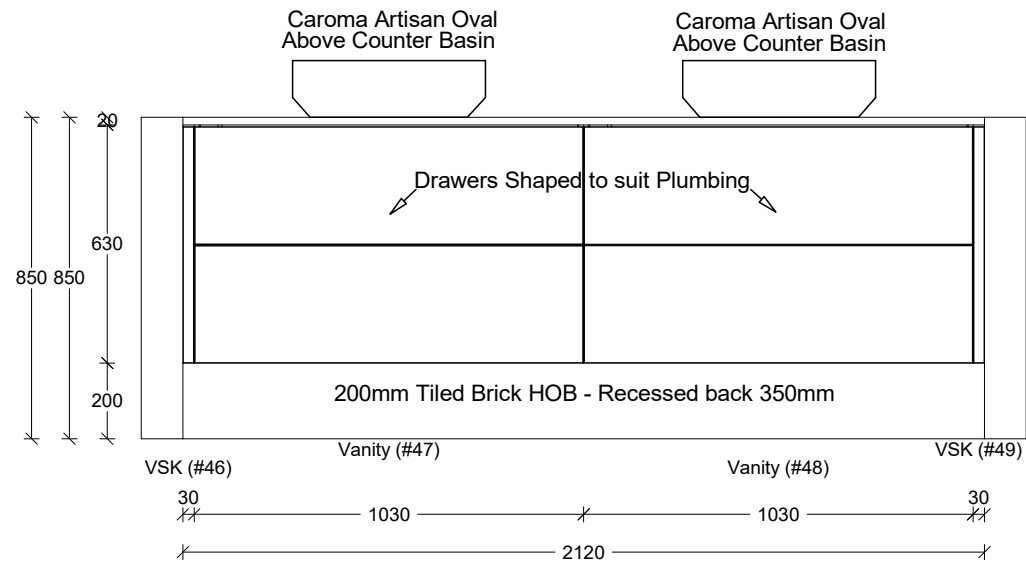 Caroma Artisan Oval
Above Counter Basin
Caroma Artisan Oval
Above Counter Basin
20
Drawers Shaped to suit Plumbing
630
850
850
200
200mm Tiled Brick HOB - Recessed back 350mm
VSK (#46)
Vanity (#47)
Vanity (#48)
VSK (#49)
30
1030
1030
30
2120